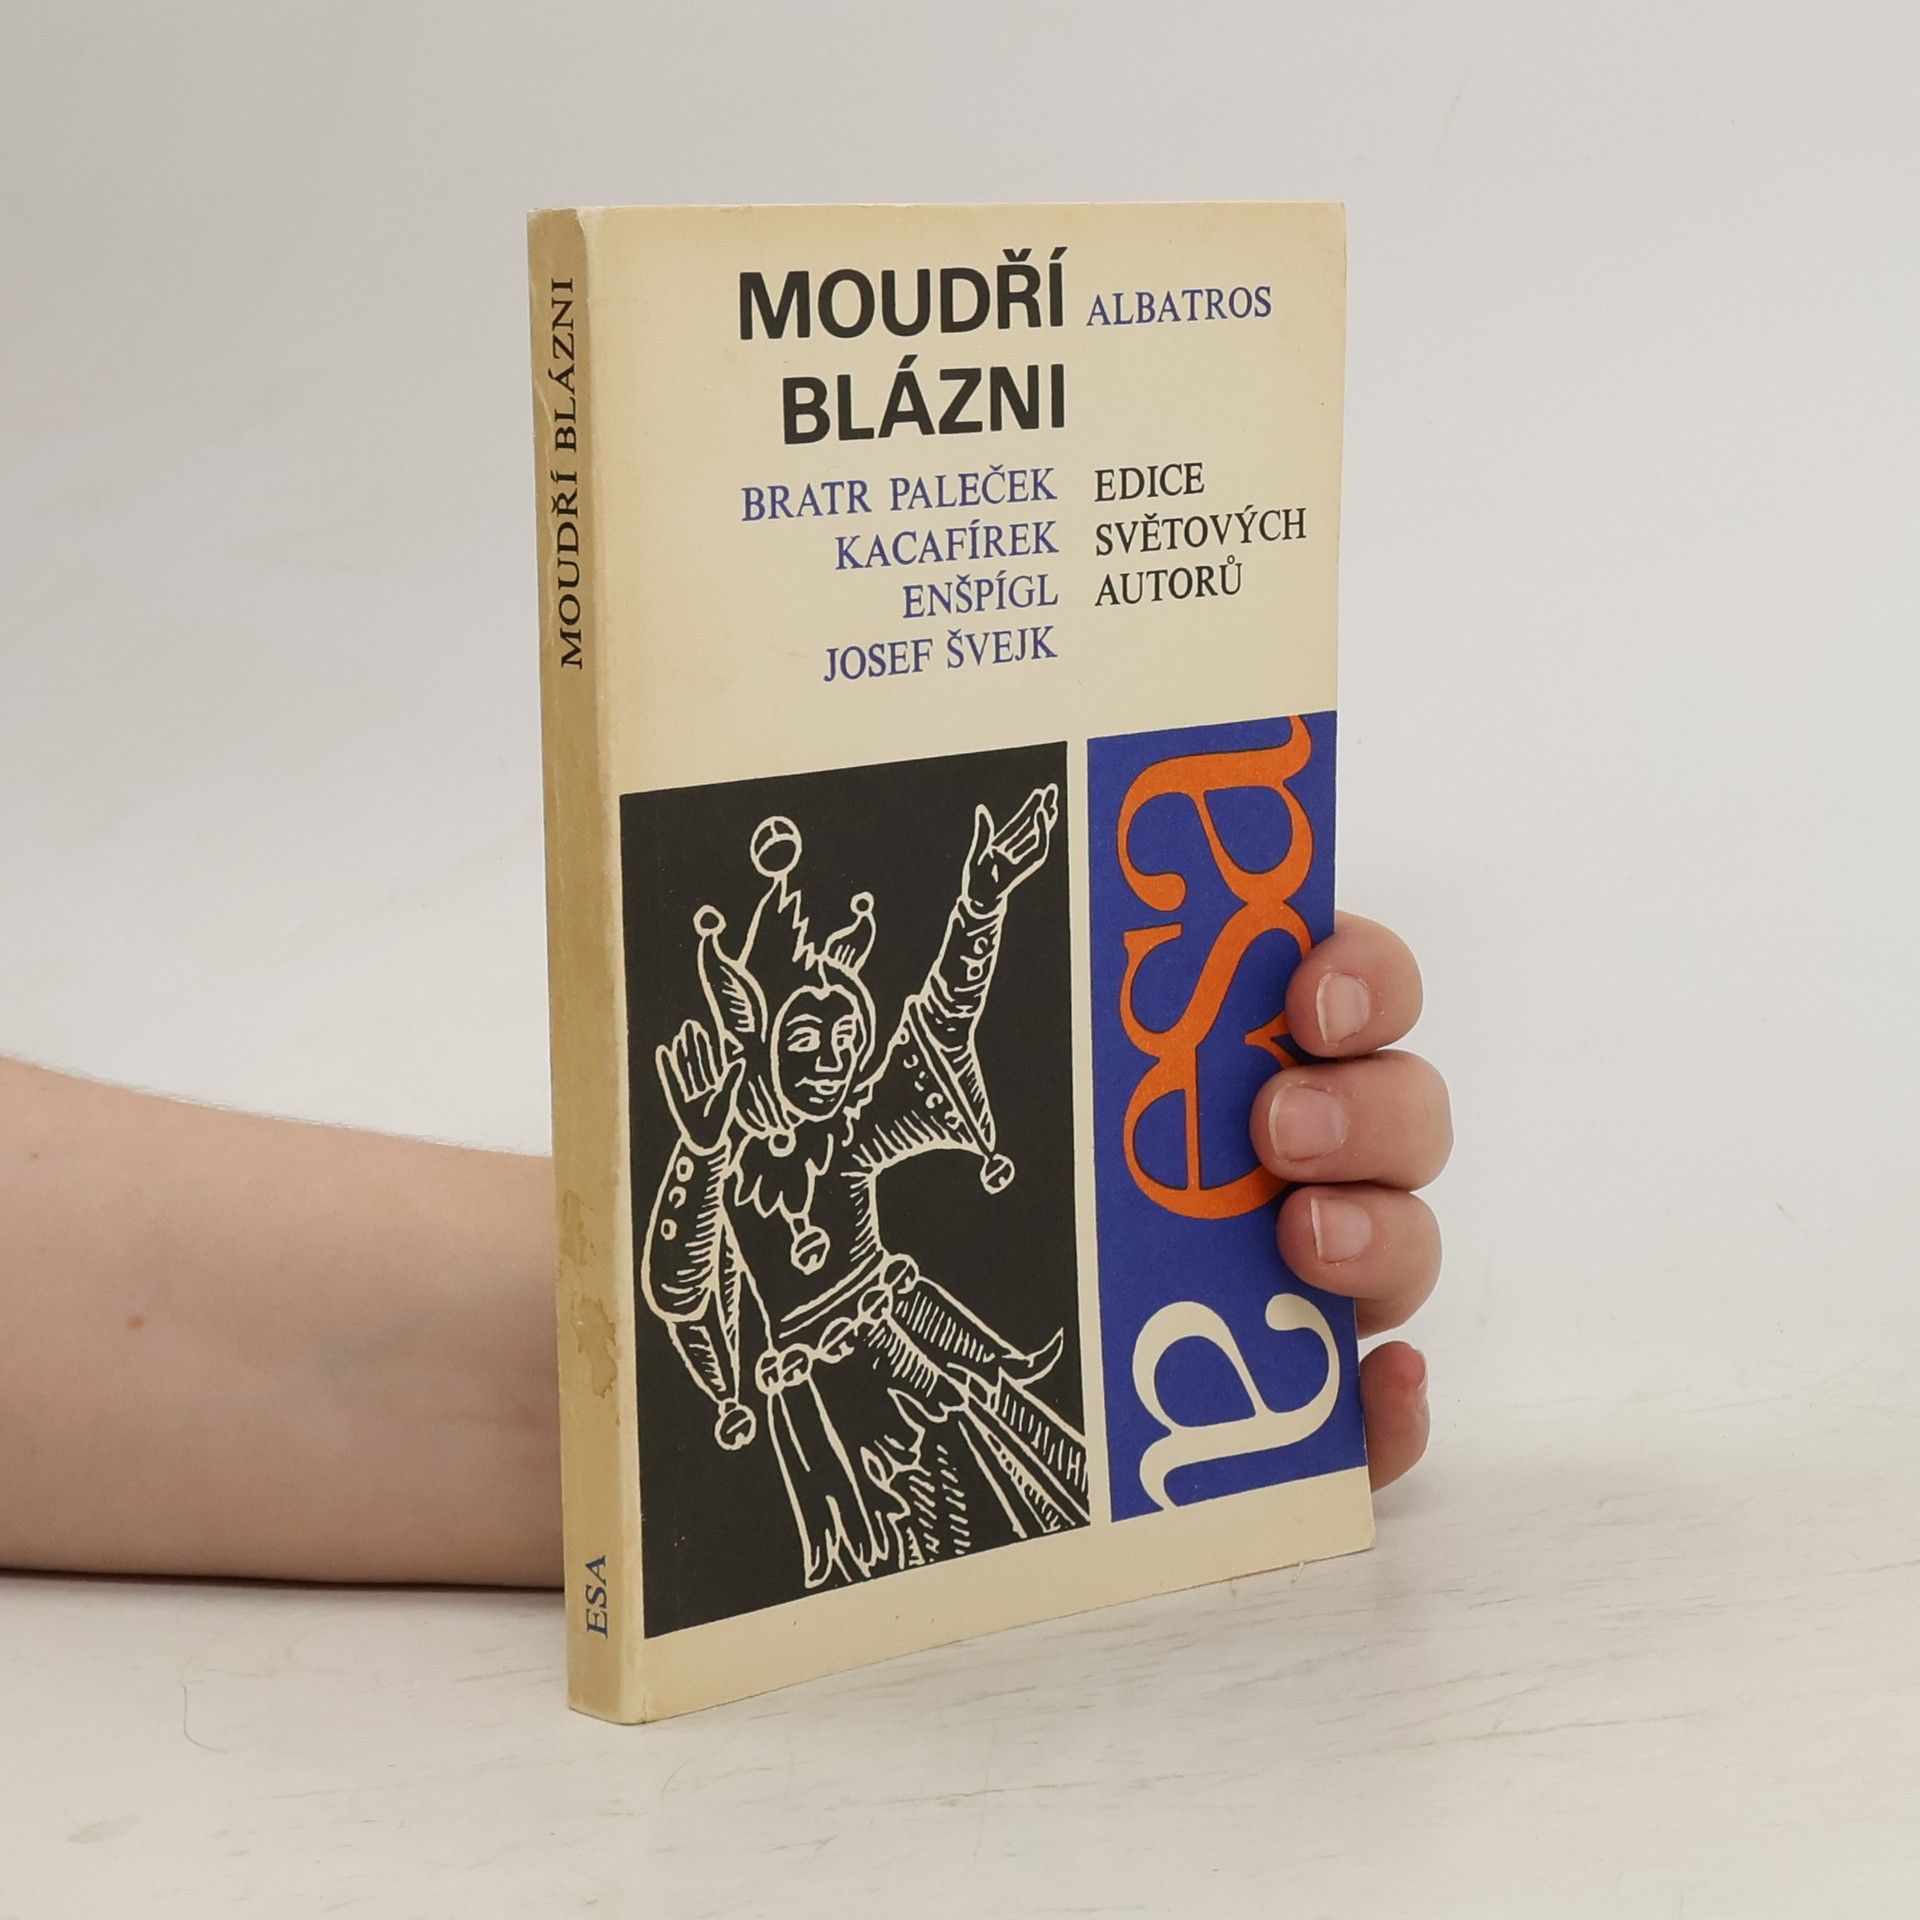 MOUDŘÍ BLÁZNI
ESA
MOUDŘÍ
BLÁZNI
ALBATROS
BRATR PALEČEK
KACAFÍREK
ENŠPÍGL
JOSEF ŠVEJK
EDICE
SVĚTOVÝCH
AUTORŮ
a esa